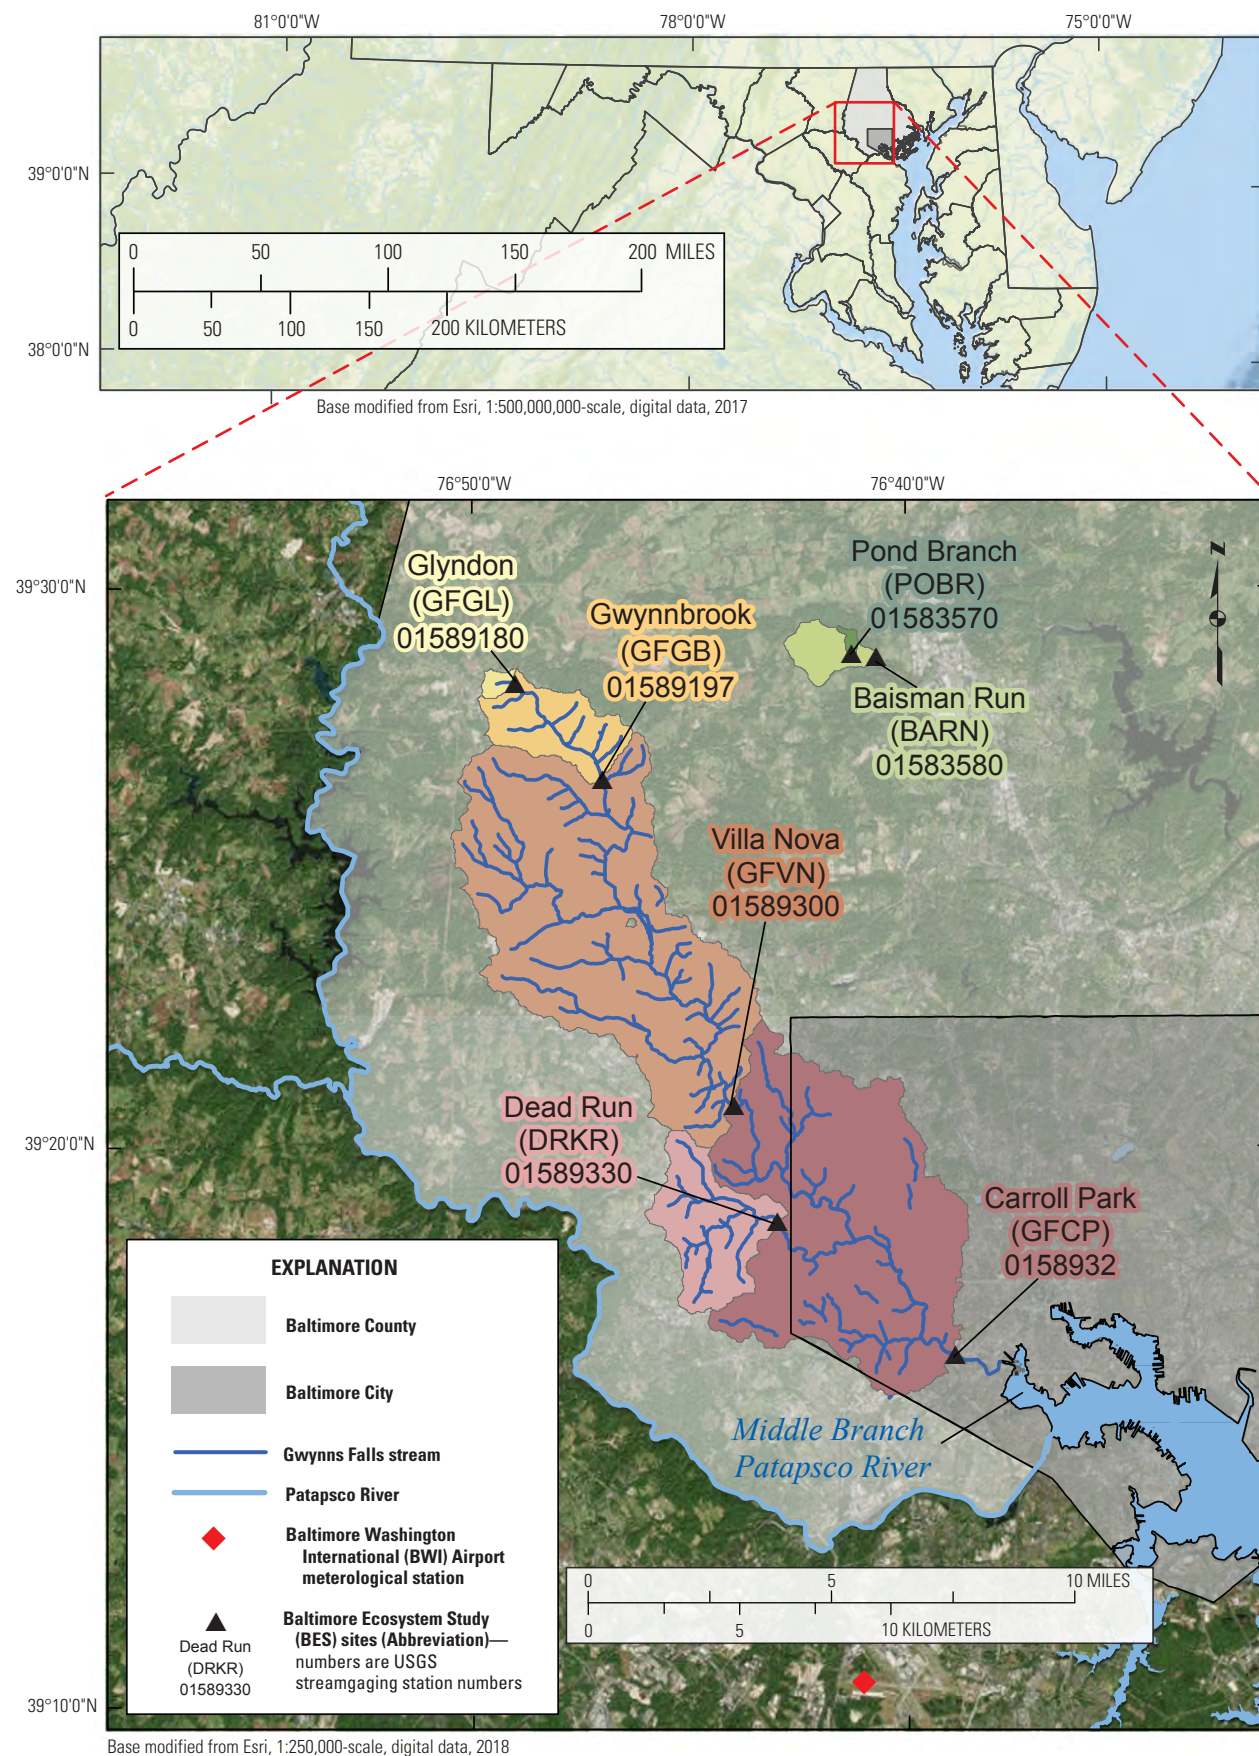 81°0'0"W
78°0'0"W
75°0'0"W
39°0'0"N
38°0'0"N
0 50 100 150 200 MILES
0 50 100 150 200 KILOMETERS
Base modified from Esri, 1:500,000,000-scale, digital data, 2017
76°50'0"W
76°40'0"W
39°30'0"N
39°20'0"N
39°10'0"N
N
Glyndon
(GFGL)
01589180
Gwynnbrook
(GFGB)
01589197
Pond Branch
(POBR)
01583570
Baisman Run
(BARN)
01583580
Villa Nova
(GFVN)
01589300
Dead Run
(DRKR)
01589330
Carroll Park
(GFCP)
0158932
Middle Branch
Patapsco River
EXPLANATION
Baltimore County
Baltimore City
Gwynns Falls stream
Patapsco River
Baltimore Washington
International (BWI) Airport
meterological station
Baltimore Ecosystem Study
(BES) sites (Abbreviation)—
numbers are USGS
streamgaging station numbers
Dead Run
(DRKR)
01589330
0 5 10 MILES
0 5 10 KILOMETERS
Base modified from Esri, 1:250,000-scale, digital data, 2018